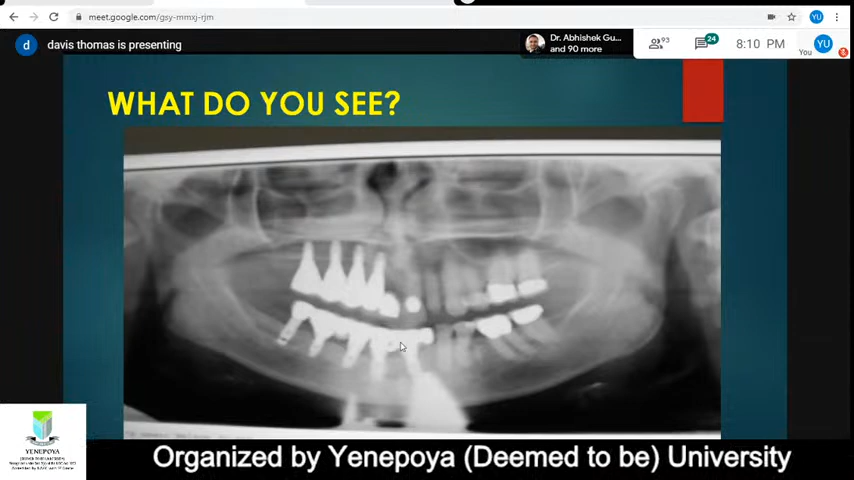 meet.google.com/gsy-mmxj-rjm
YU
d
davis thomas is presenting
Dr. Abhishek Gu...
and 90 more
93
24
8:10 PM
You
YU
WHAT DO YOU SEE?
YENEPOYA
Organized by Yenepoya (Deemed to be) University